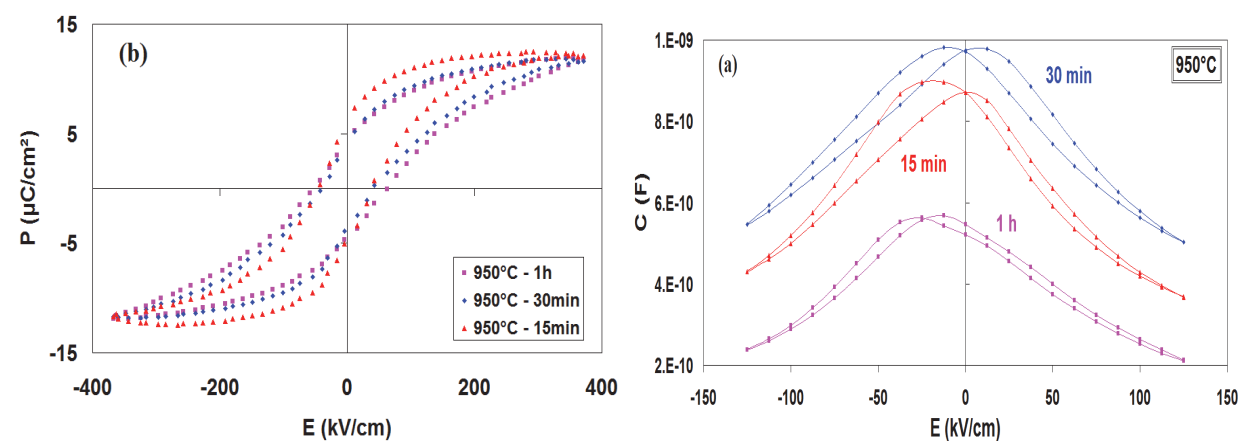 15
(b)
5
-5
-15
P (µC/cm²)
950°C - 1h
950°C - 30min
950°C - 15min
-400 -200 0 200 400
E (kV/cm)
1.E-09
(a)
950°C
30 min
8.E-10
15 min
6.E-10
C (F)
1 h
4.E-10
2.E-10
-150 -100 -50 0 50 100 150
E (kV/cm)